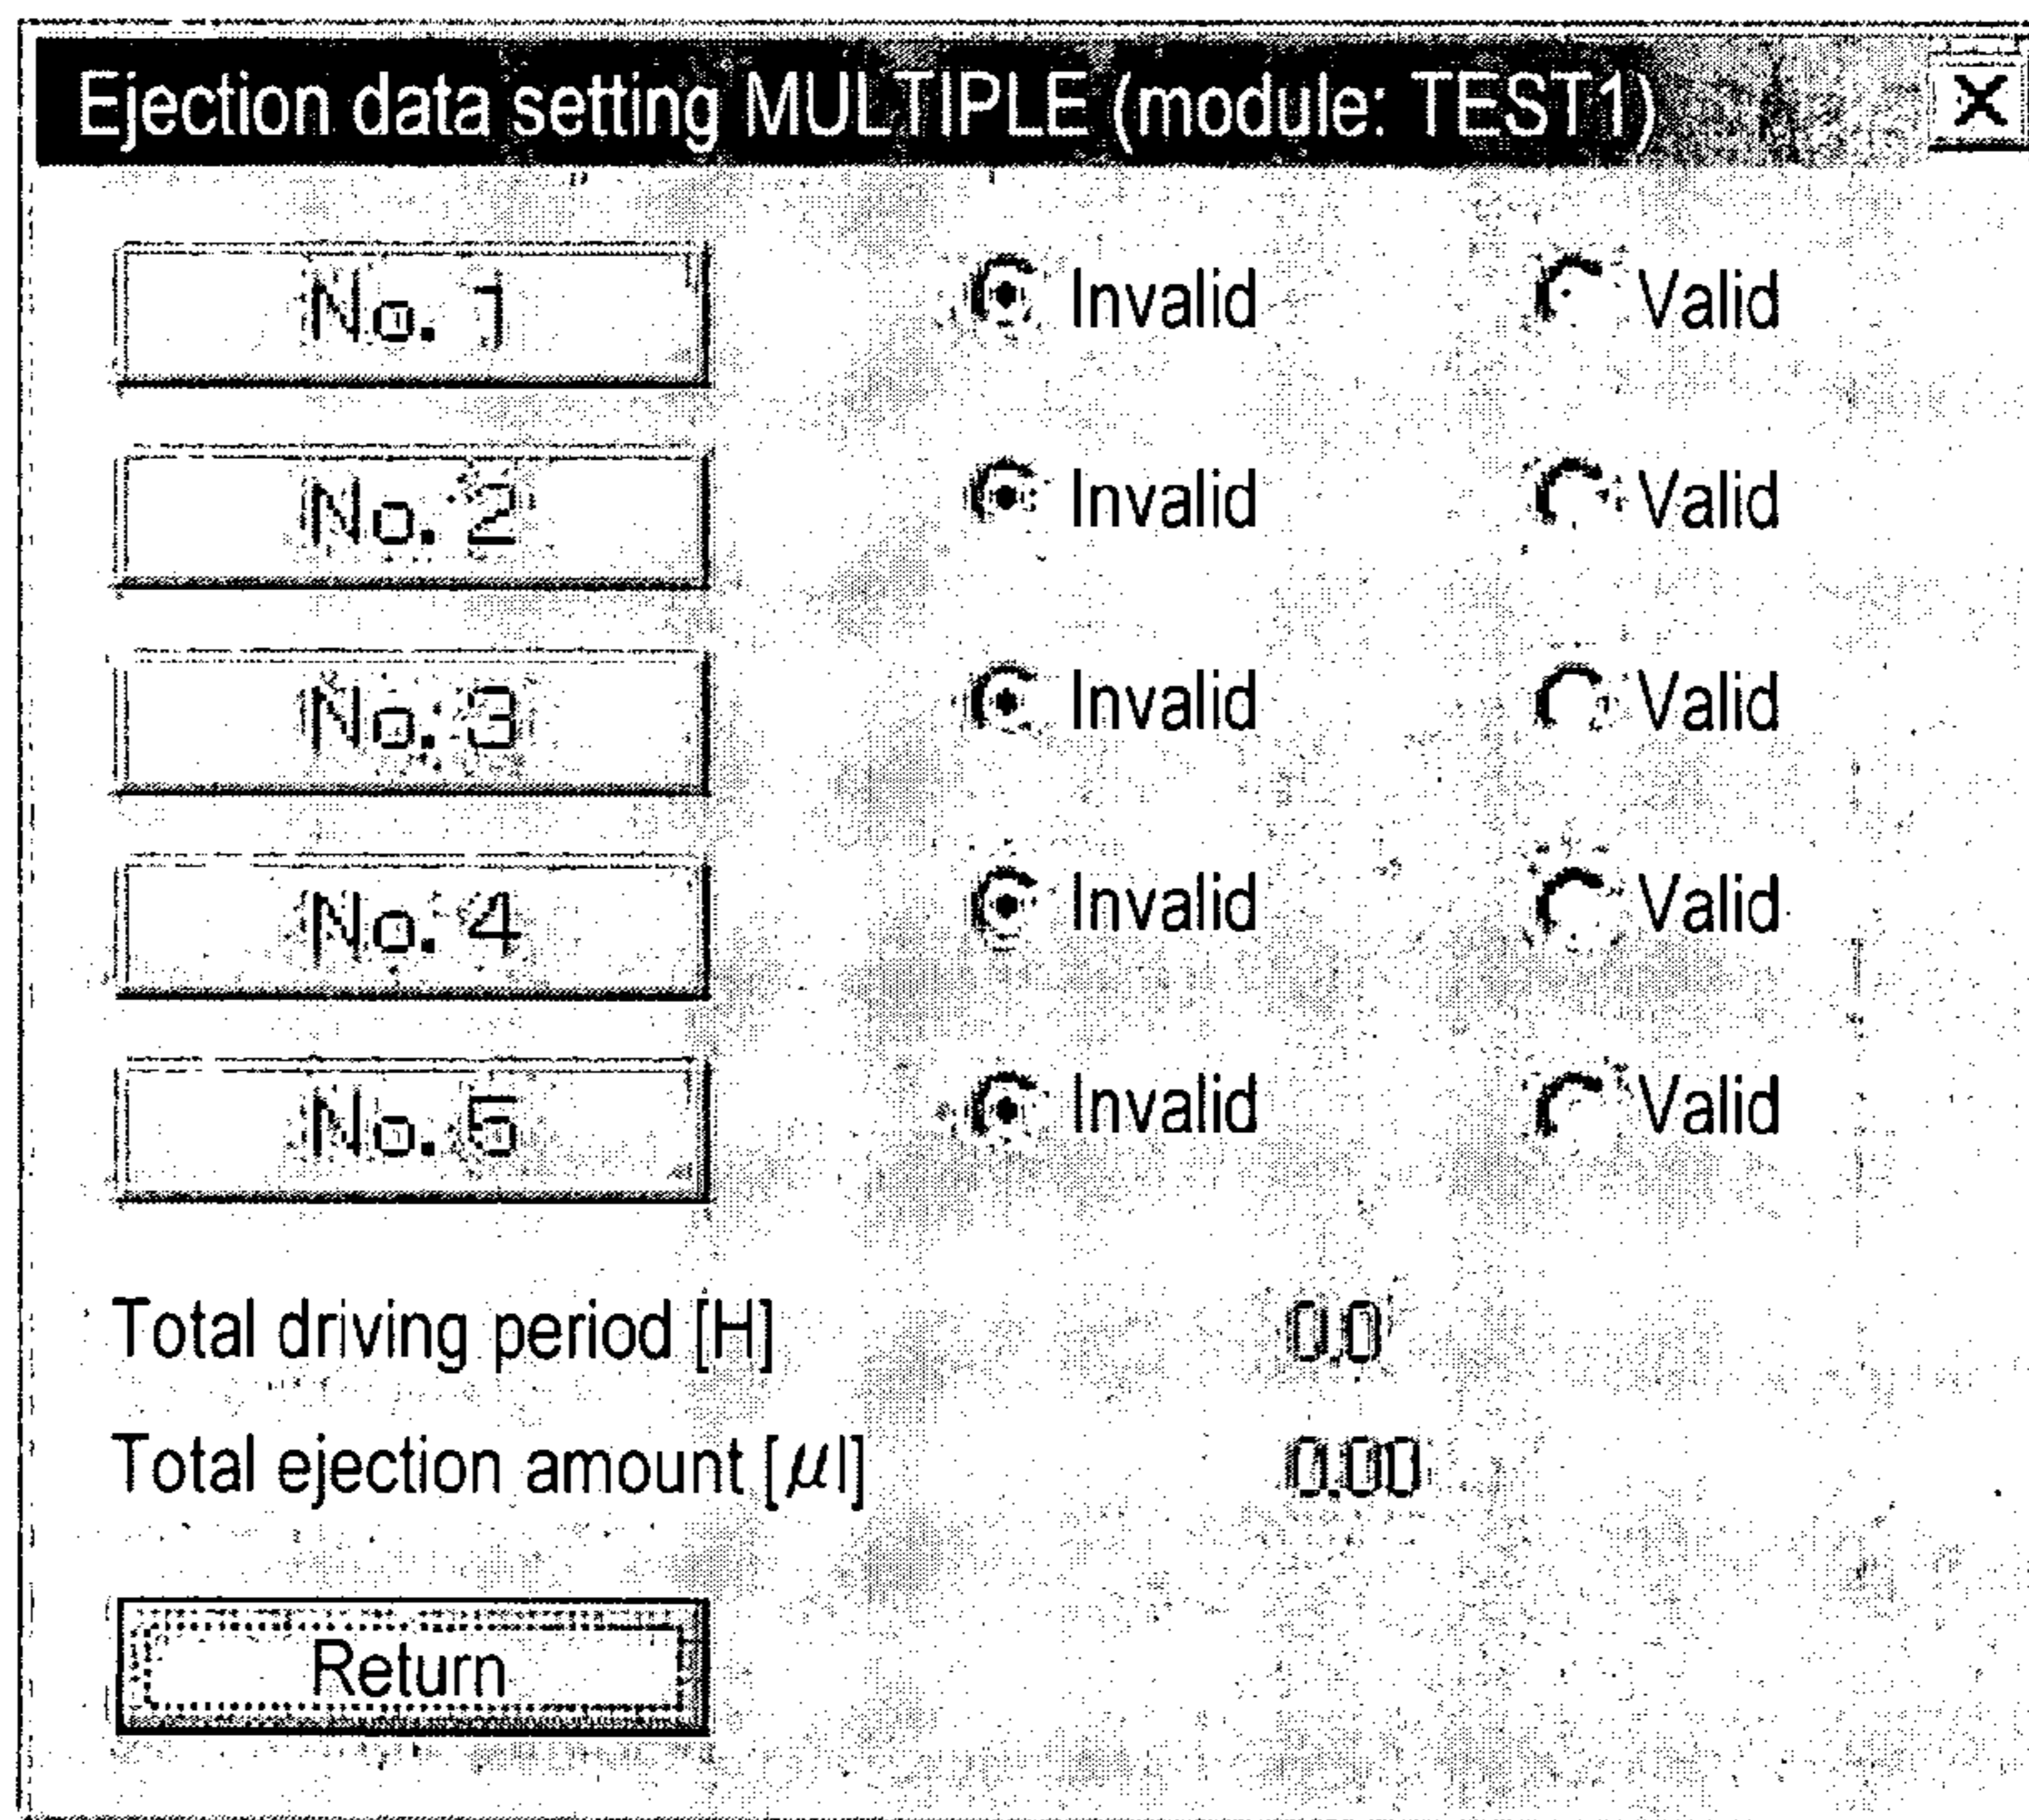 Ejection data setting MULTIPLE (module: TEST1) X
No. 1 Invalid Valid
No. 2 Invalid Valid
No. 3 Invalid Valid
No. 4 Invalid Valid
No. 5 Invalid Valid
Total driving period [H] 0.0
Total ejection amount [μl] 0.00
Return